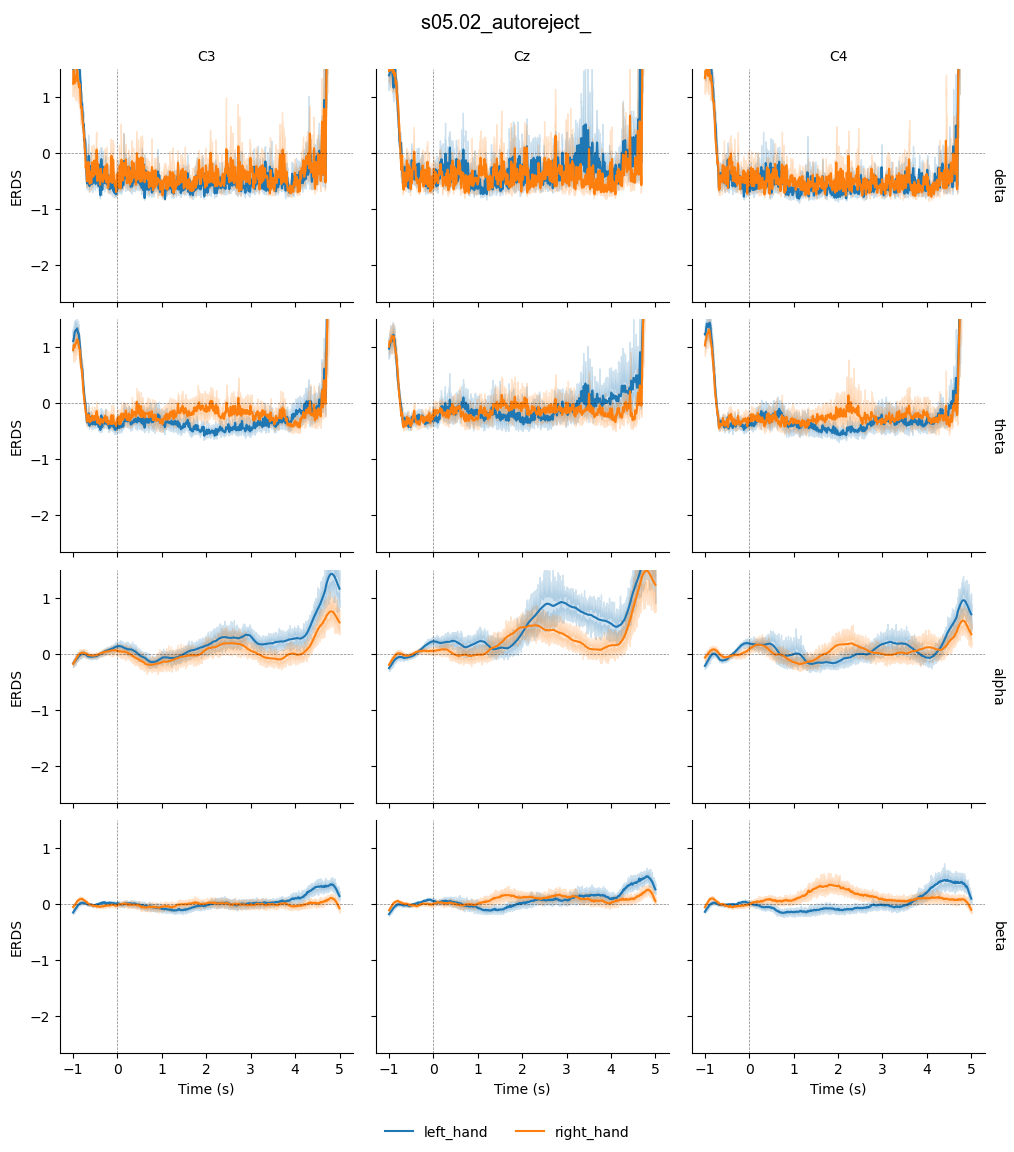 s05.02_autoreject_
C3 Cz C4
1
0
−1
−2
ERDS
delta
1
0
−1
−2
ERDS
theta
1
0
−1
−2
ERDS
alpha
1
0
−1
−2
ERDS
beta
−1 0 1 2 3 4 5 −1 0 1 2 3 4 5 −1 0 1 2 3 4 5
Time (s) Time (s) Time (s)
left_hand right_hand